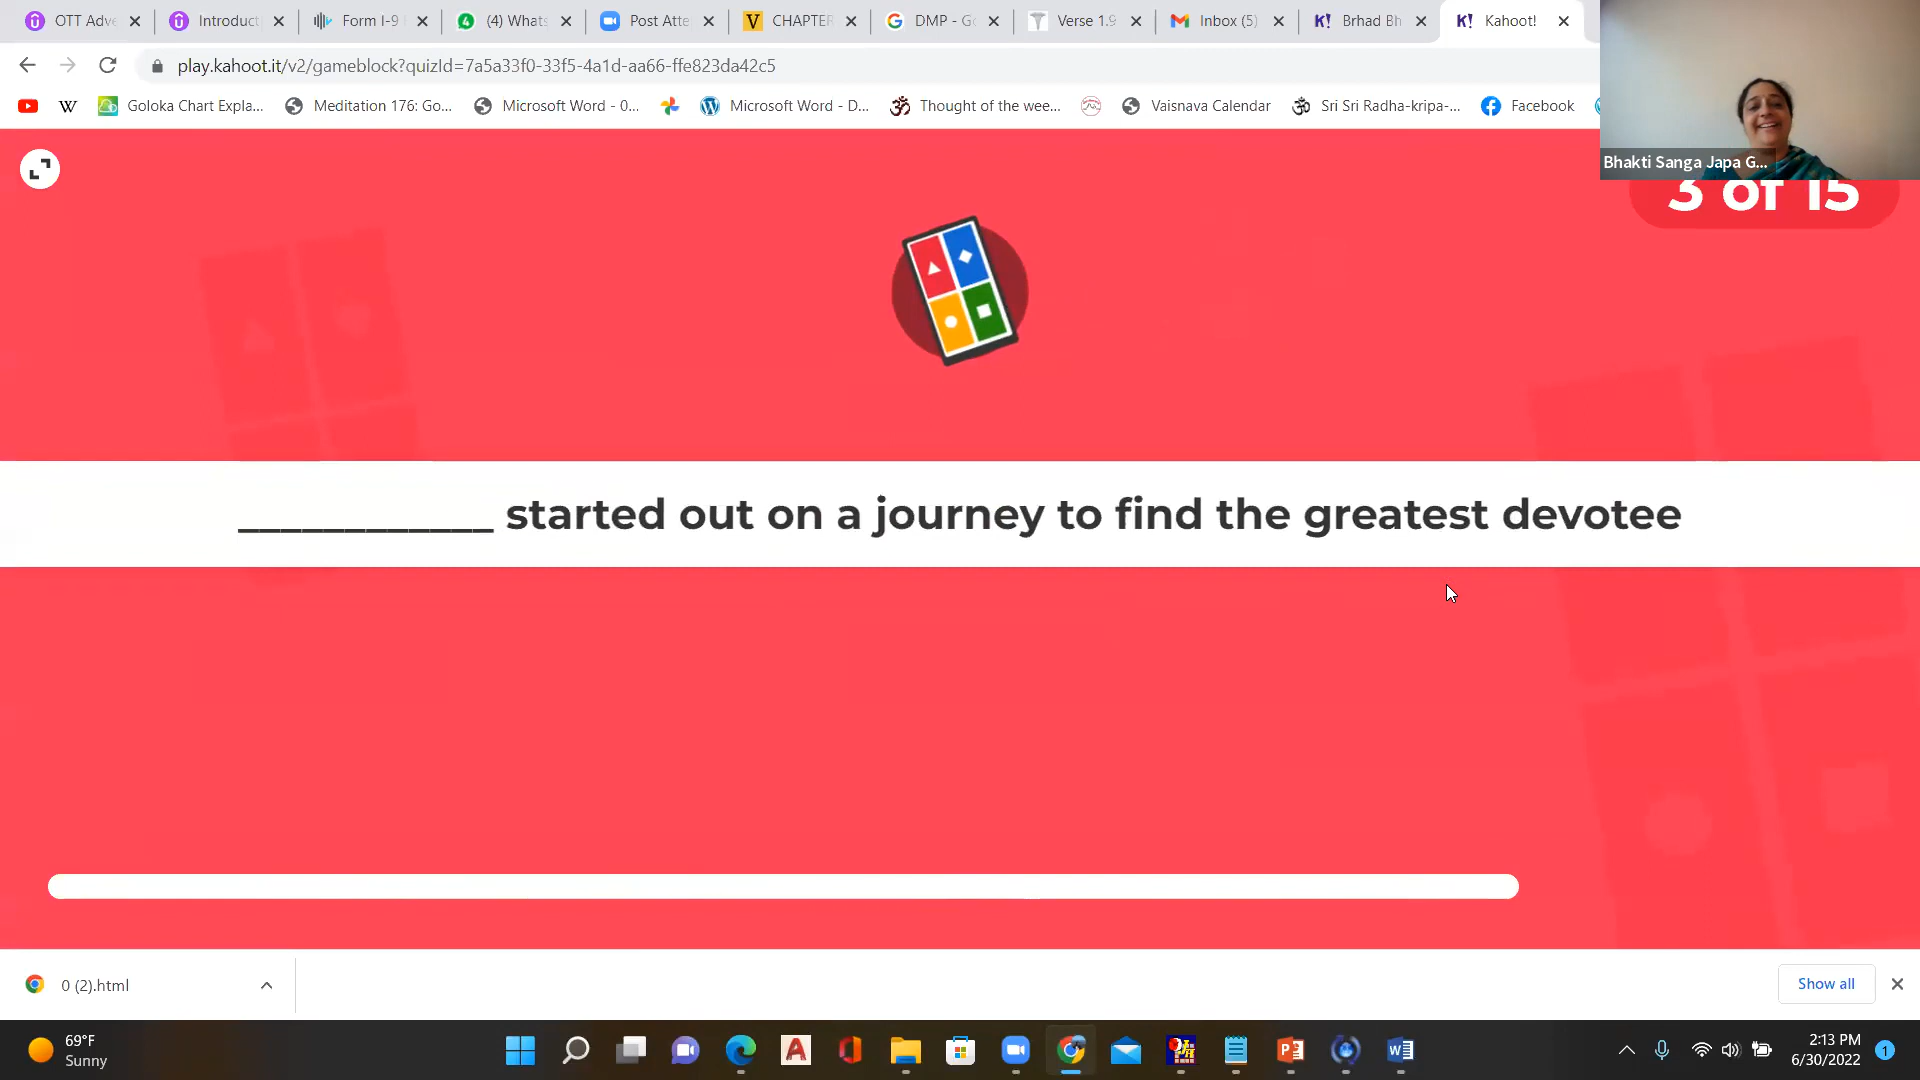 OTT Adve
Introduct
Form I-9
(4) Whats
Post Atte
CHAPTER
DMP - Go
Verse 1.9
Inbox (5)
Brhad Bh
Kahoot!
play.kahoot.it/v2/gameblock?quizId=7a5a33f0-33f5-4a1d-aa66-ffe823da42c5
Goloka Chart Expla...
Meditation 176: Go...
Microsoft Word - 0...
Microsoft Word - D...
Thought of the wee...
Vaisnava Calendar
Sri Sri Radha-kripa-...
Facebook
Bhakti Sanga Japa G...
3 of 15
____________ started out on a journey to find the greatest devotee
0 (2).html
Show all
69°F
Sunny
2:13 PM
6/30/2022
1